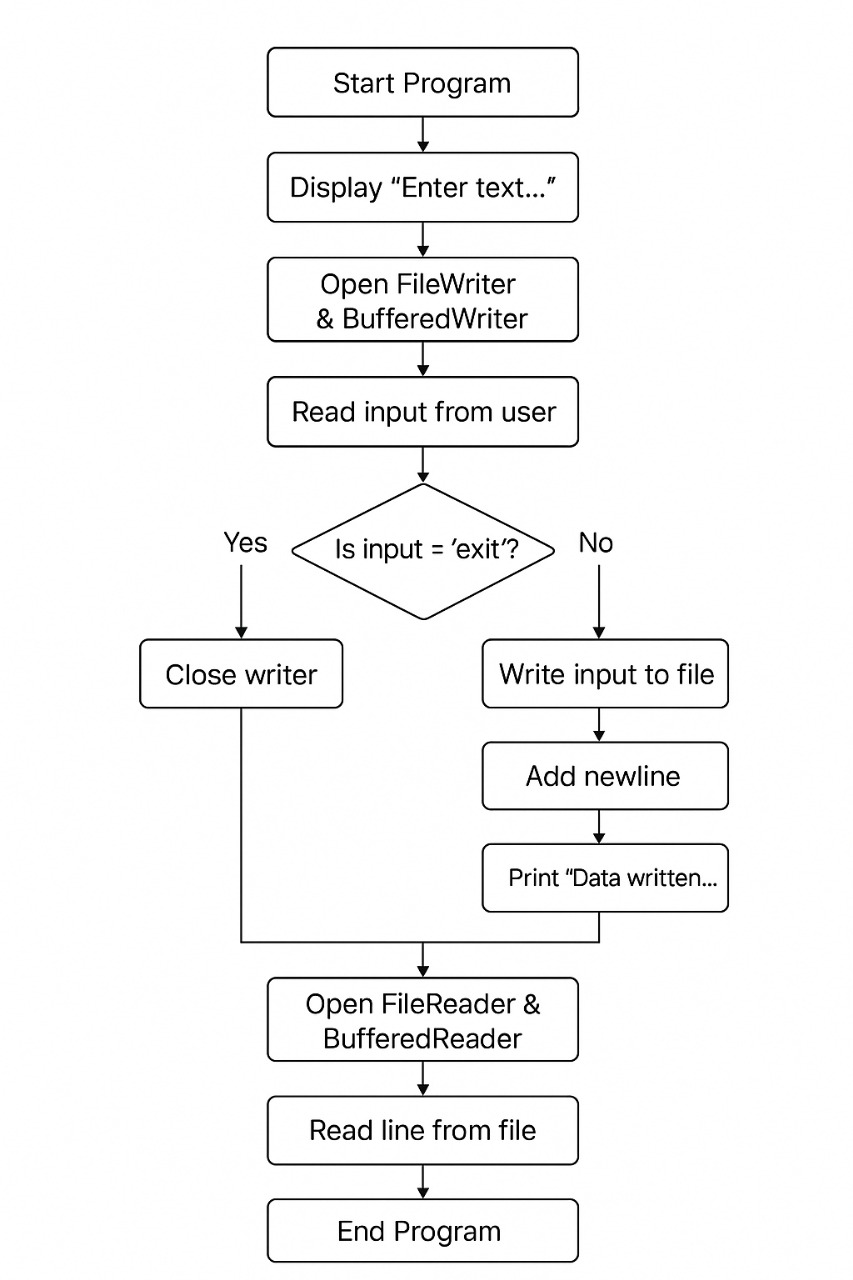 Start Program
Display “Enter text...”
Open FileWriter
& BufferedWriter
Read input from user
Is input = ‘exit’?
Yes
No
Close writer
Write input to file
Add newline
Print “Data written...
Open FileReader &
BufferedReader
Read line from file
End Program